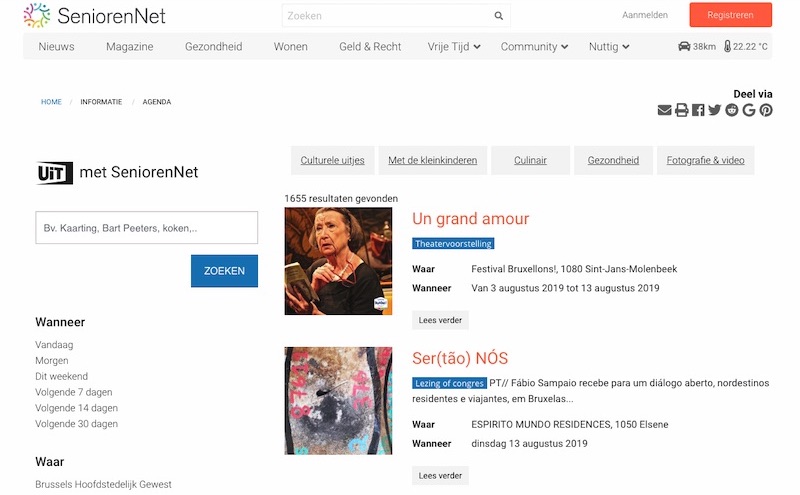 SeniorenNet
Zoeken
Aanmelden
Registreren
Nieuws Magazine Gezondheid Wonen Geld & Recht Vrije Tijd Community Nuttig 38km 22.22 °C
Deel via
HOME / INFORMATIE / AGENDA
UiT met SeniorenNet
Bv. Kaarting, Bart Peeters, koken,..
ZOEKEN
Wanneer
Vandaag
Morgen
Dit weekend
Volgende 7 dagen
Volgende 14 dagen
Volgende 30 dagen
Waar
Brussels Hoofdstedelijk Gewest
Culturele uitjes Met de kleinkinderen Culinair Gezondheid Fotografie & video
1655 resultaten gevonden
Un grand amour
Theatervoorstelling
Waar Festival Bruxellons!, 1080 Sint-Jans-Molenbeek
Wanneer Van 3 augustus 2019 tot 13 augustus 2019
Lees verder
Ser(tão) NÓS
Lezing of congres PT// Fábio Sampaio recebe para um diálogo aberto, nordestinos
residentes e viajantes, em Bruxelas...
Waar ESPIRITO MUNDO RESIDENCES, 1050 Elsene
Wanneer dinsdag 13 augustus 2019
Lees verder